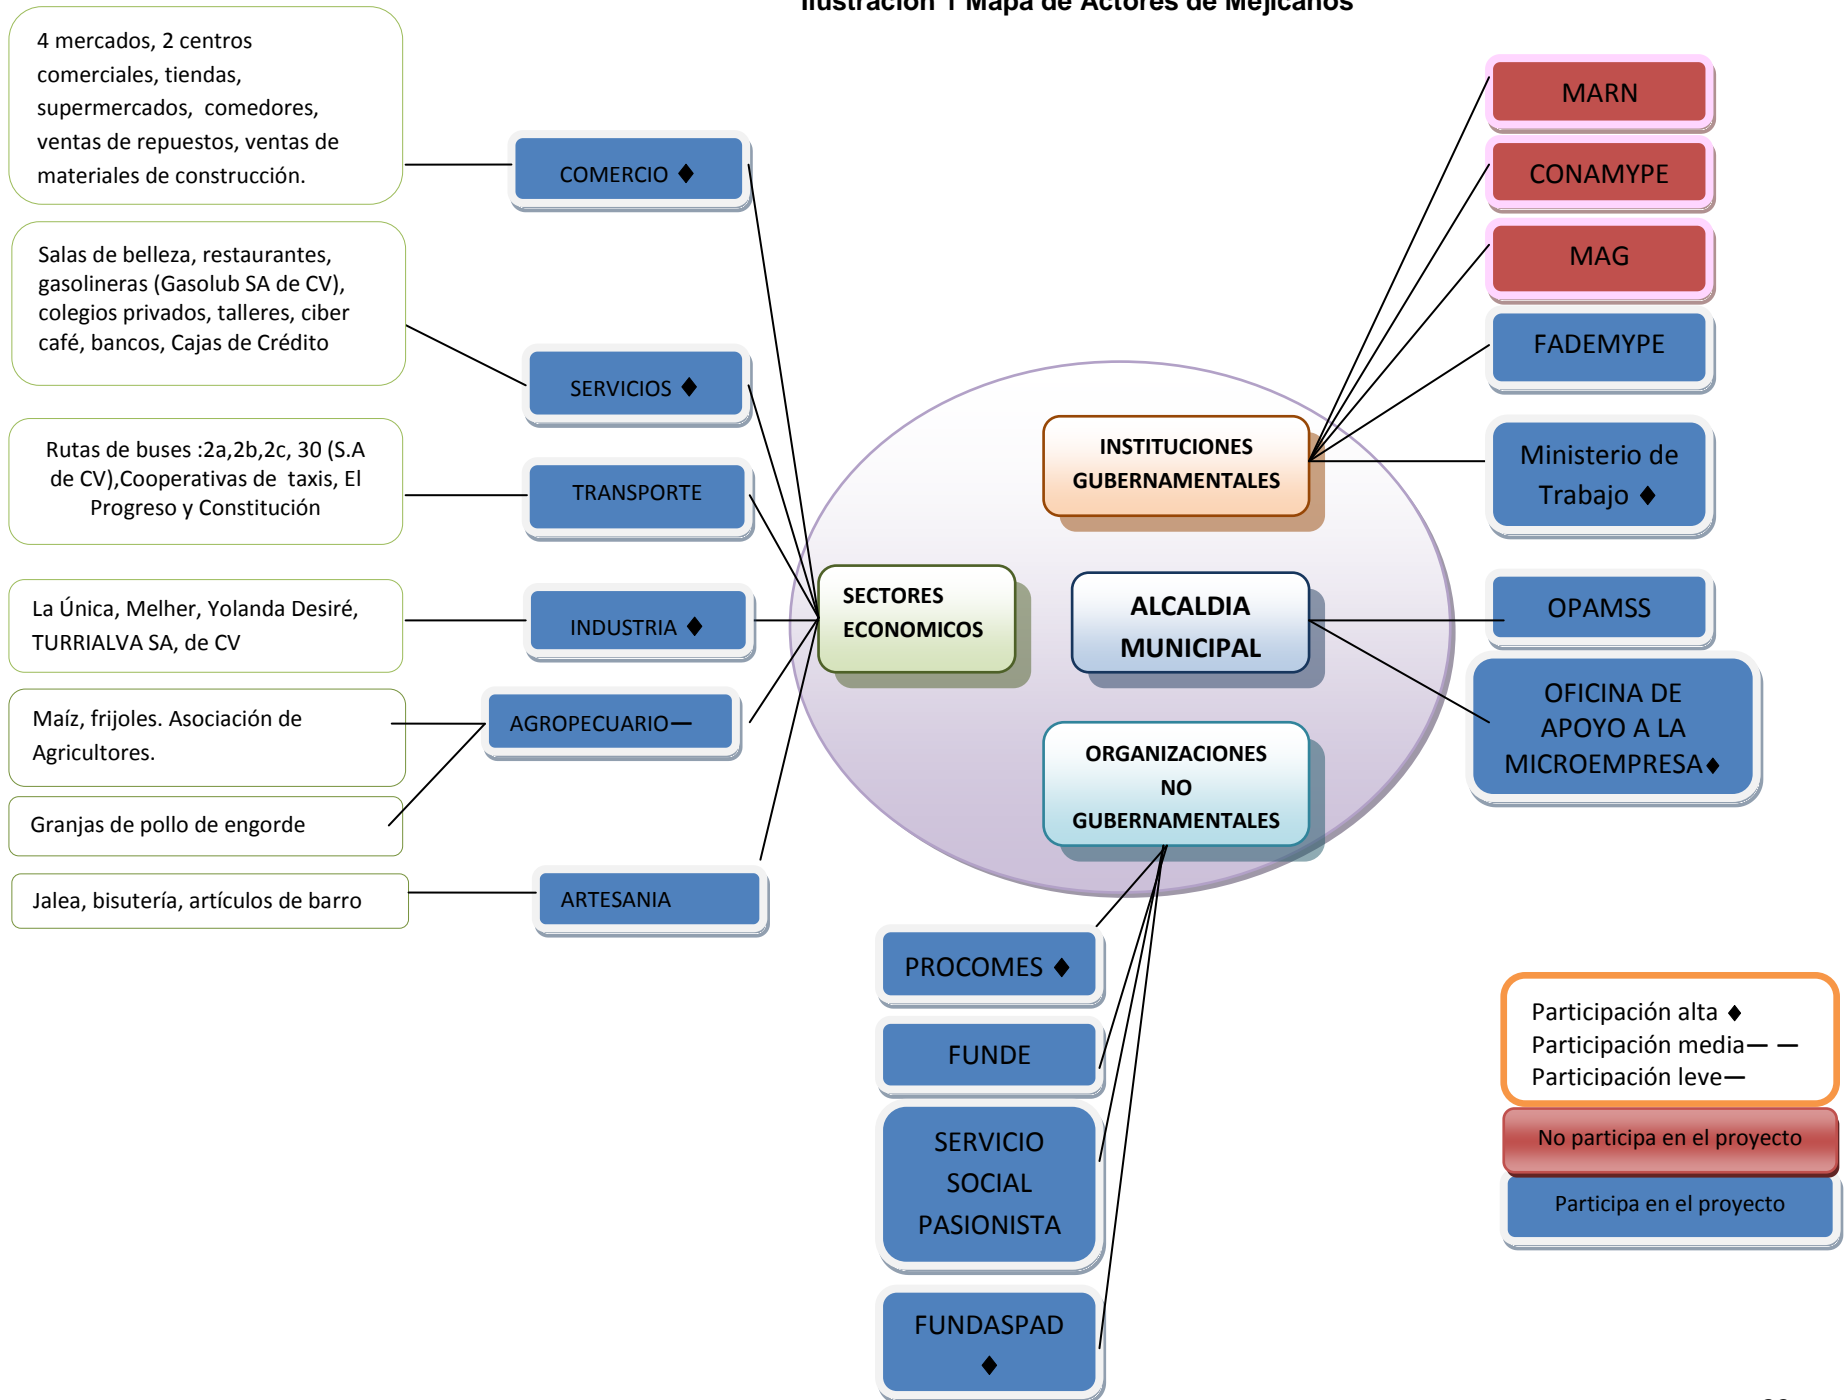 Ilustración 1 Mapa de Actores de Mejicanos
4 mercados, 2 centros
comerciales, tiendas,
supermercados, comedores,
ventas de repuestos, ventas de
materiales de construcción.
COMERCIO ♦
Salas de belleza, restaurantes,
gasolineras (Gasolub SA de CV),
colegios privados, talleres, ciber
café, bancos, Cajas de Crédito
SERVICIOS ♦
Rutas de buses :2a,2b,2c, 30 (S.A
de CV),Cooperativas de taxis, El
Progreso y Constitución
TRANSPORTE
La Única, Melher, Yolanda Desiré,
TURRIALVA SA, de CV
INDUSTRIA ♦
Maíz, frijoles. Asociación de
Agricultores.
AGROPECUARIO—
Granjas de pollo de engorde
Jalea, bisutería, artículos de barro
ARTESANIA
SECTORES
ECONOMICOS
INSTITUCIONES
GUBERNAMENTALES
ALCALDIA
MUNICIPAL
ORGANIZACIONES
NO
GUBERNAMENTALES
MARN
CONAMYPE
MAG
FADEMYPE
Ministerio de
Trabajo ♦
OPAMSS
OFICINA DE
APOYO A LA
MICROEMPRESA♦
PROCOMES ♦
FUNDE
SERVICIO
SOCIAL
PASIONISTA
FUNDASPAD
♦
Participación alta ♦
Participación media— —
Participación leve—
No participa en el proyecto
Participa en el proyecto